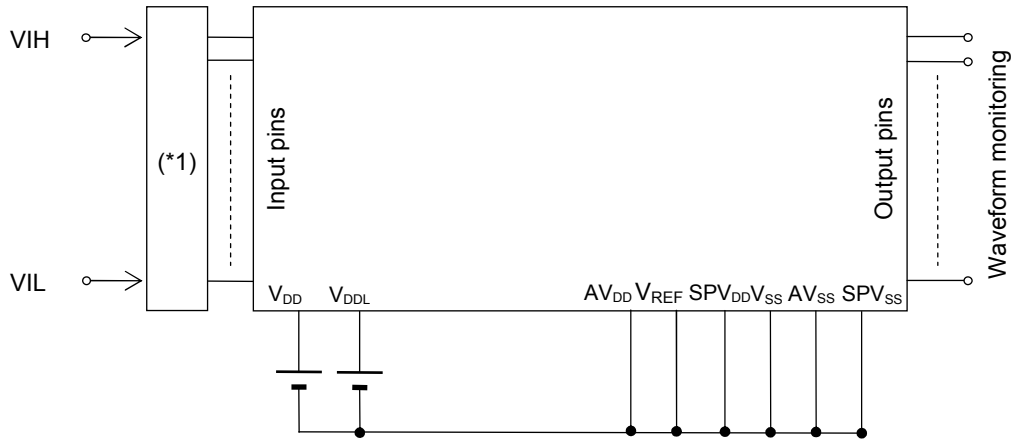 VIH
VIL
(*1)
Input pins
Output pins
Waveform monitoring
VDD VDDL AVDD VREF SPVDD VSS AVSS SPVSS